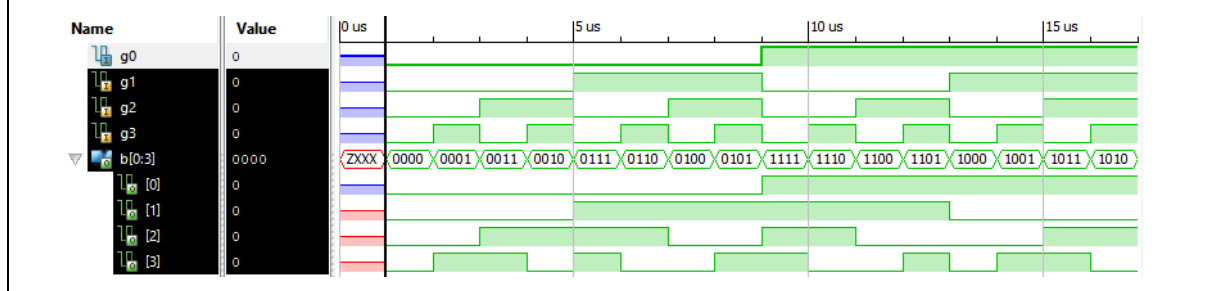 Name Value 0 us 5 us 10 us 15 us
g0 0
g1 0
g2 0
g3 0
b[0:3] 0000 ZXXX 0000 0001 0011 0010 0111 0110 0100 0101 1111 1110 1100 1101 1000 1001 1011 1010
[0] 0
[1] 0
[2] 0
[3] 0